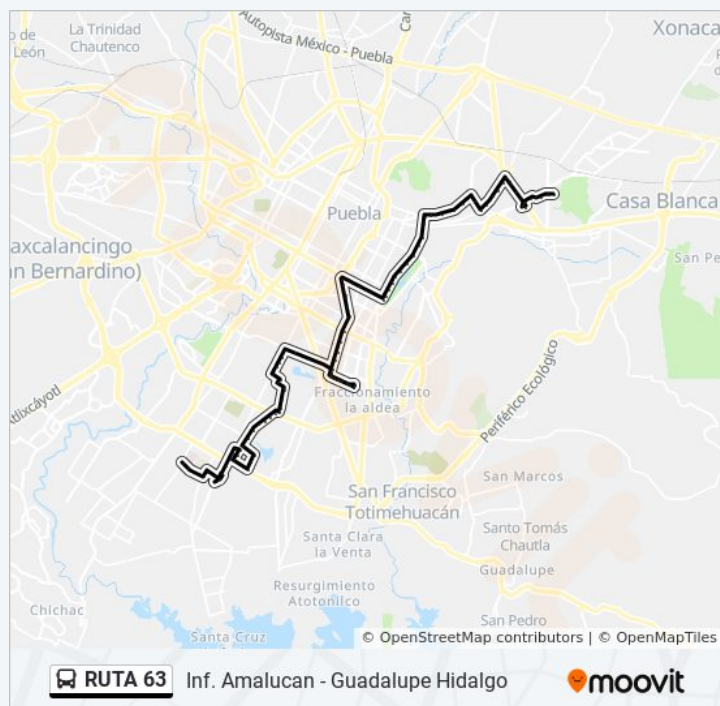 La Trinidad
Chautenco
o de
León
Autopista México - Puebla
Xonaca
Puebla
Casa Blanca
axcalancingo
an Bernardino)
San Pe
Periférico Ecológico
Atlixcáyotl
Fraccionamiento
la aldea
San Marcos
San Francisco
Totimehuacán
Santo Tomás
Chautla
Santa Clara
la Venta
Guadalupe
Resurgimiento
Atotonilco
Chichac
San Pedro
Santa Cruz
© OpenStreetMap contributors | © OpenMapTiles
RUTA 63
Inf. Amalucan - Guadalupe Hidalgo
moovit